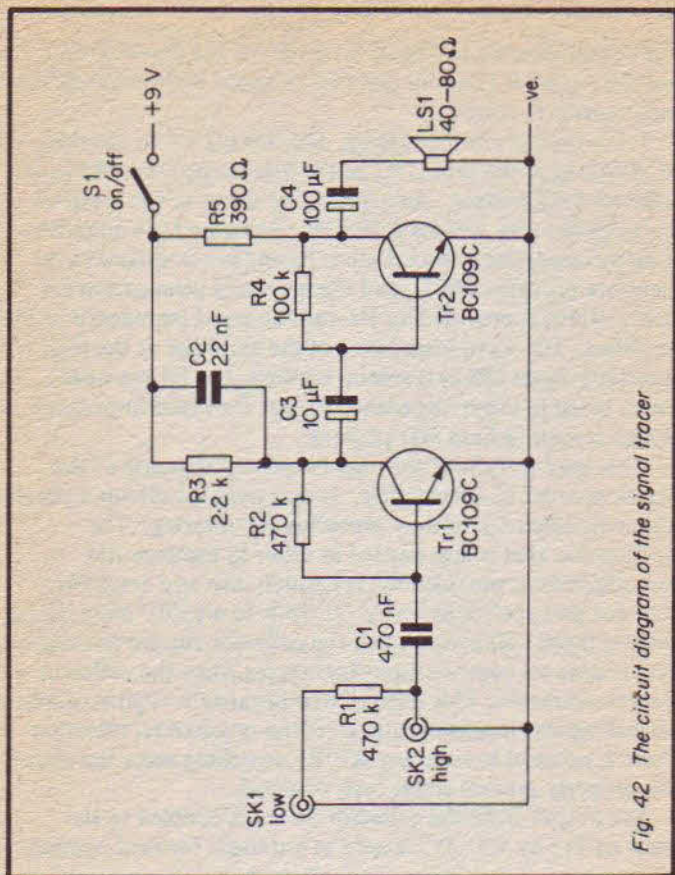 S1
on/off
+9 V
R3
2·2 k
C2
22 nF
R5
390 Ω
R2
470 k
C3
10 µF
R4
100 k
C4
100 µF
LS1
40–80 Ω
SK1
low
R1
470 k
C1
470 nF
SK2
high
Tr1
BC109C
Tr2
BC109C
–ve.
Fig. 42 The circuit diagram of the signal tracer